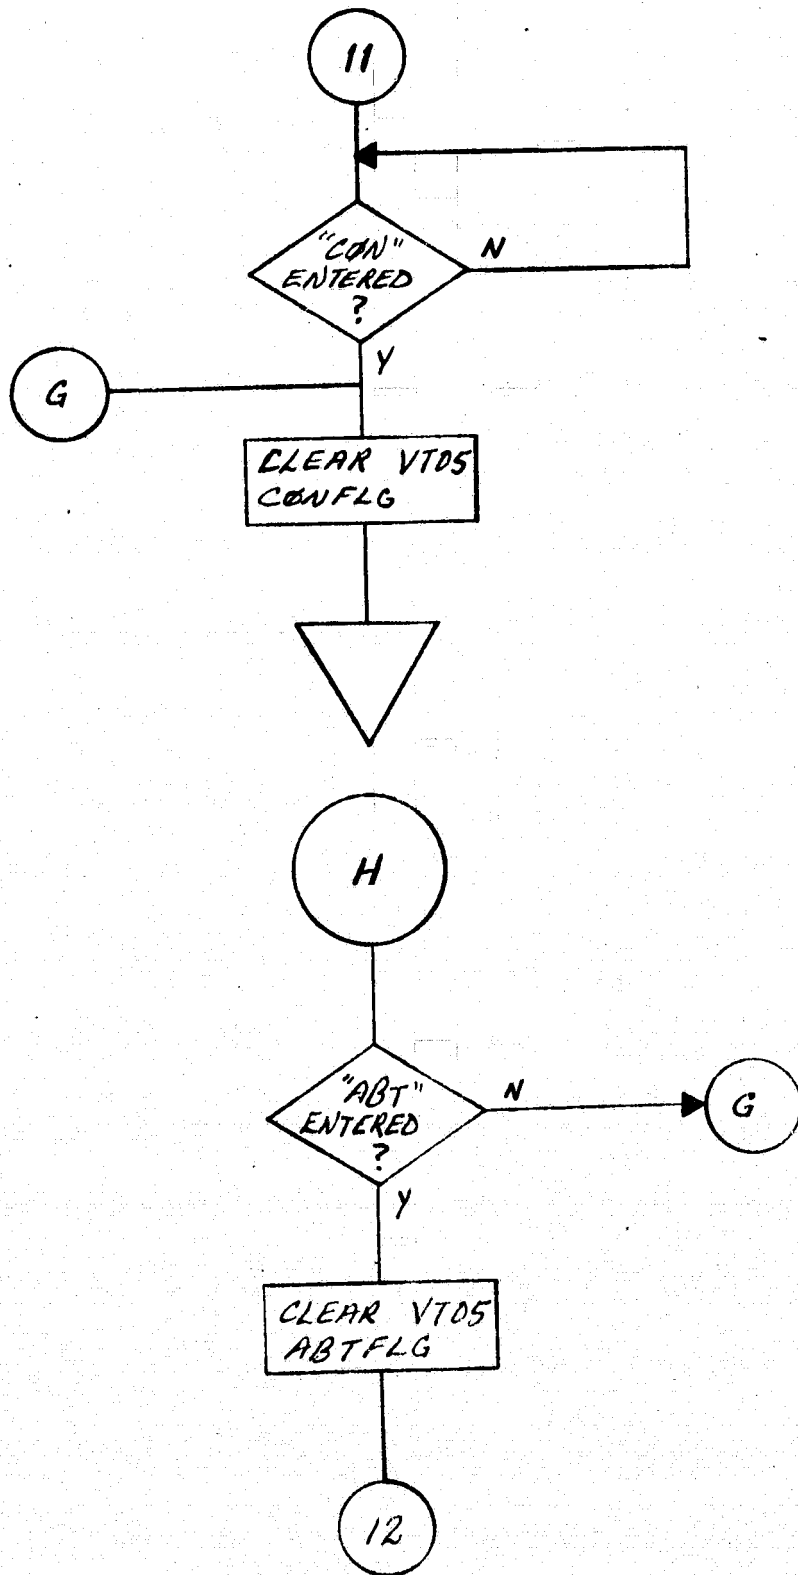 11
"CØN"
ENTERED
?
N
Y
G
CLEAR VT05
CØNFLG
H
"ABT"
ENTERED
?
N
G
Y
CLEAR VT05
ABTFLG
12